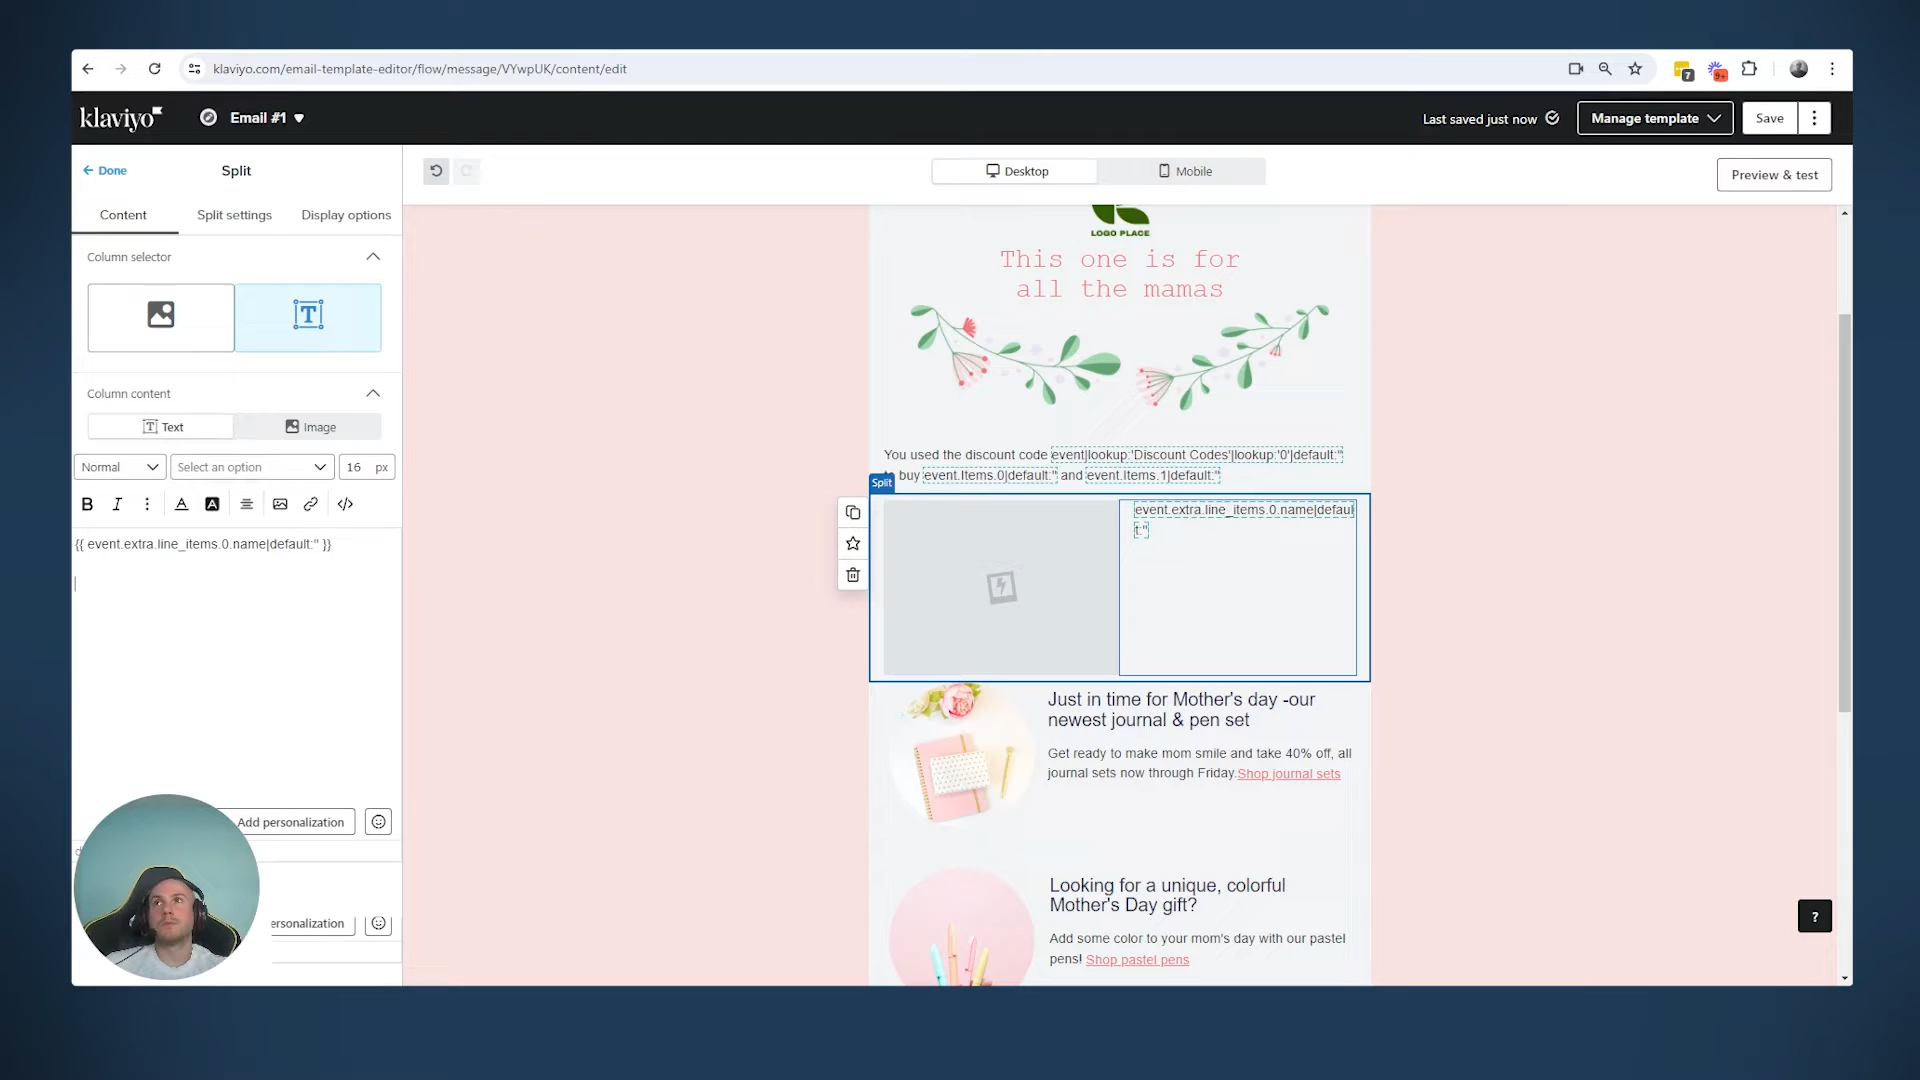 klaviyo.com/email-template-editor/flow/message/VYwpUK/content/edit
7
9+
klaviyo
Email #1
Last saved just now
Manage template
Save
Done
Split
Desktop
Mobile
Preview & test
Content
Split settings
Display options
Column selector
T
Column content
Text
Image
Normal
Select an option
16
px
B
I
A
A
{{ event.extra.line_items.0.name|default:'' }}
Add personalization
ersonalization
LOGO PLACE
This one is for
all the mamas
You used the discount code event|lookup:'Discount Codes'|lookup:'0'|default:''
buy event.Items.0|default:'' and event.Items.1|default:''
Split
event.extra.line_items.0.name|defaul
t:''
Just in time for Mother's day -our
newest journal & pen set
Get ready to make mom smile and take 40% off, all
journal sets now through Friday.Shop journal sets
Looking for a unique, colorful
Mother's Day gift?
Add some color to your mom's day with our pastel
pens! Shop pastel pens
?